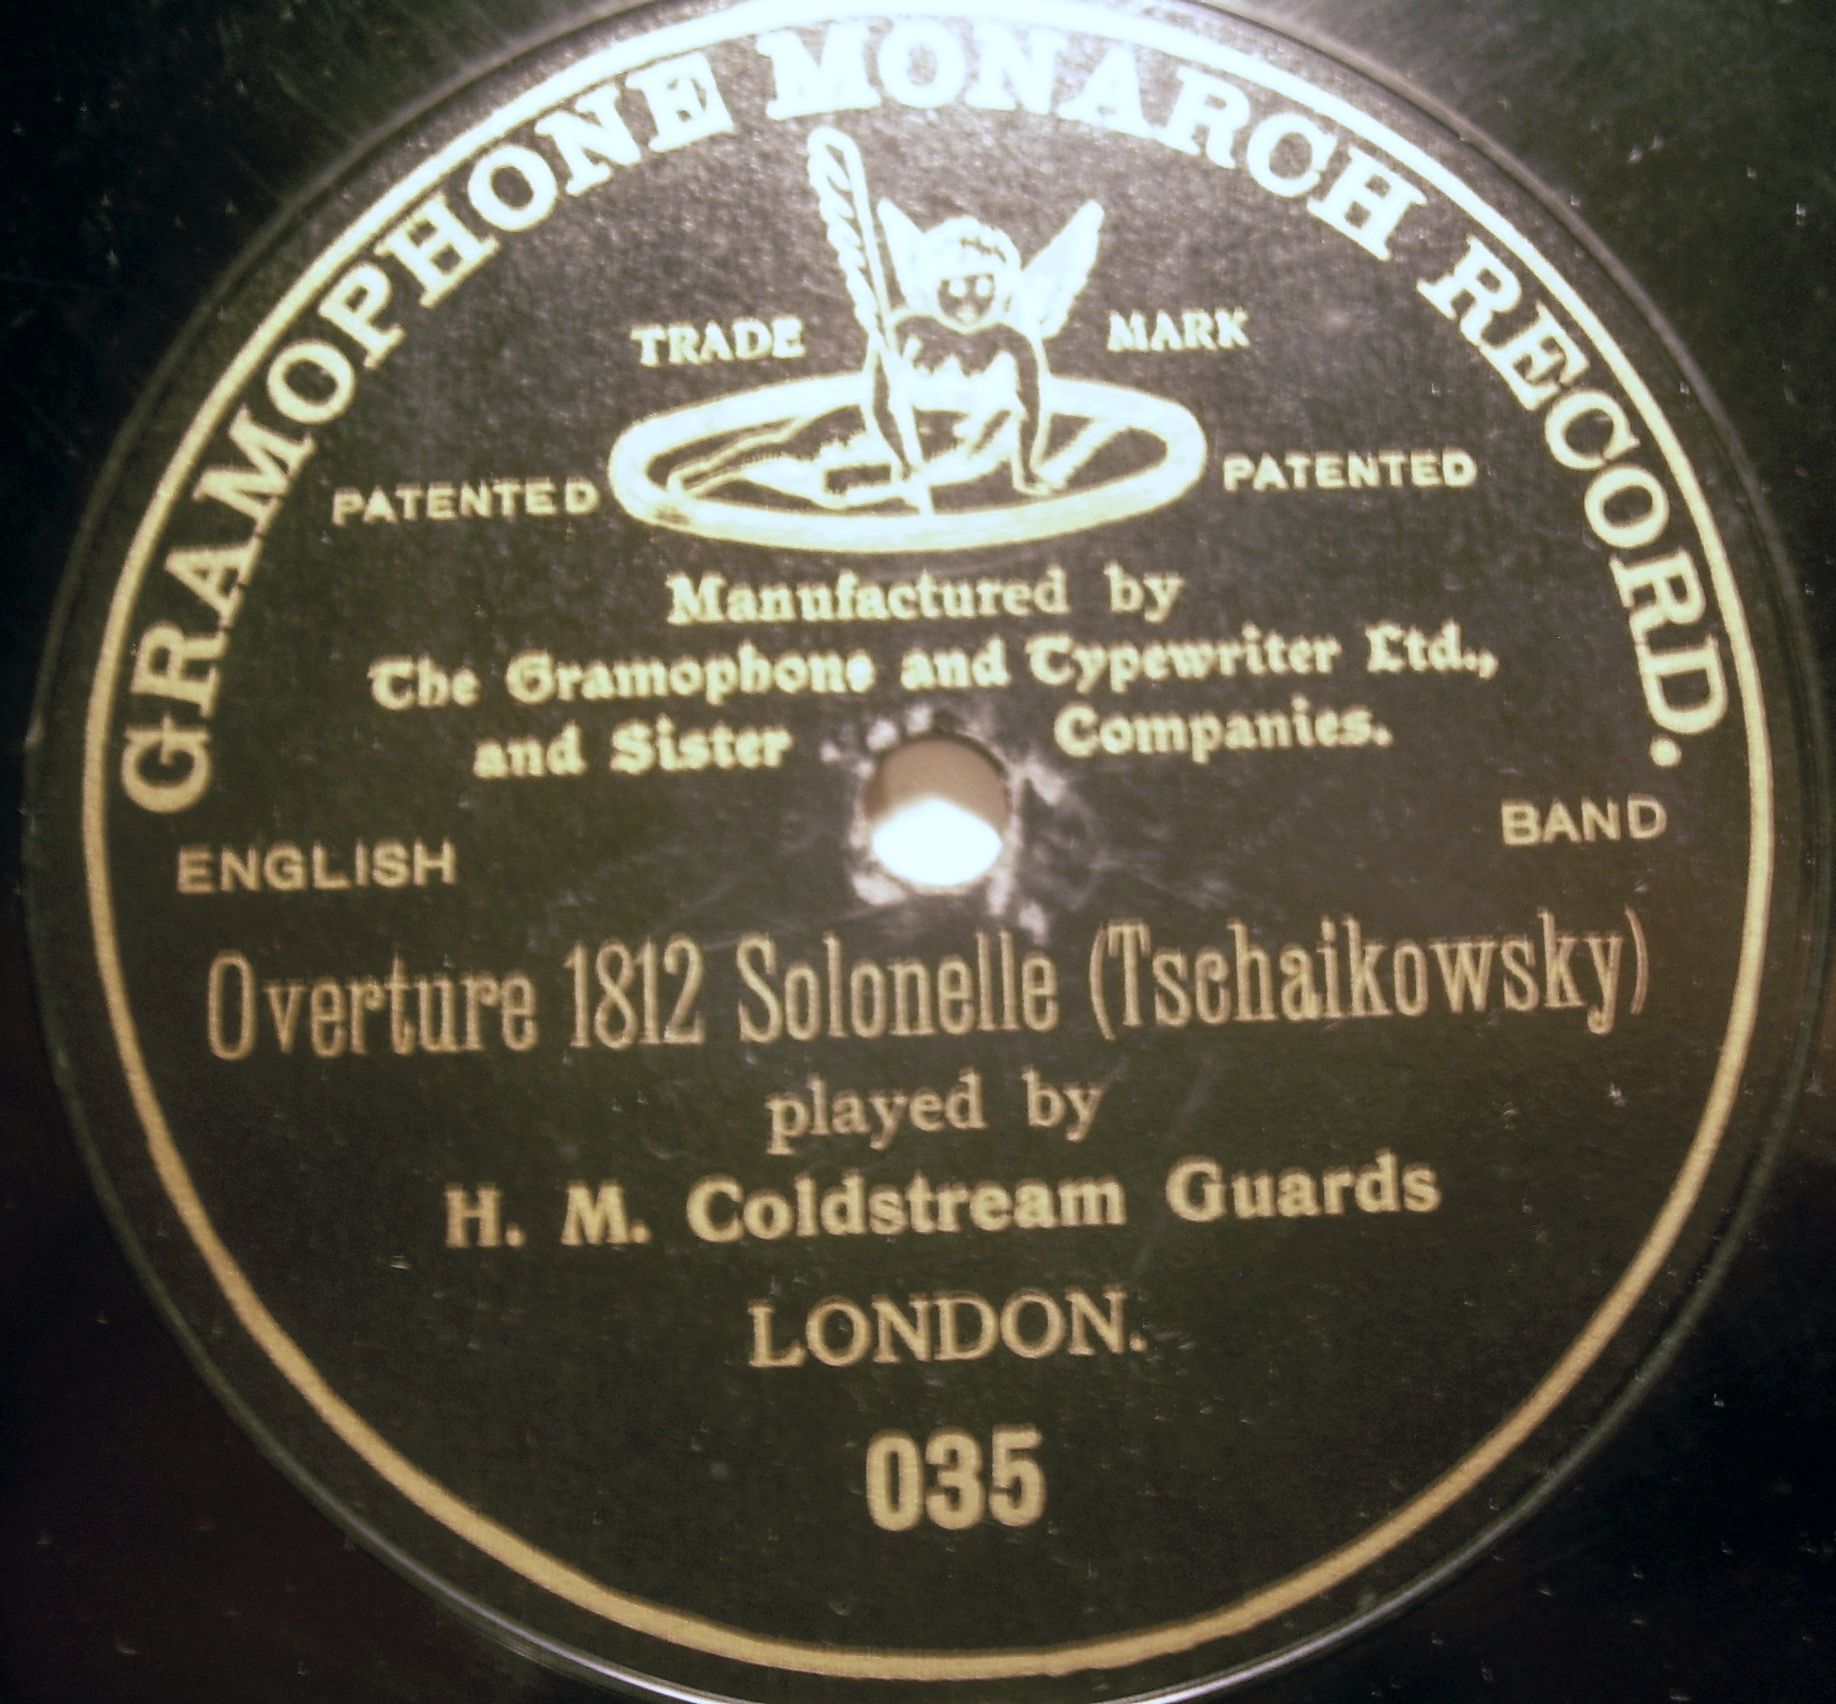 GRAMOPHONE MONARCH RECORD.
TRADE MARK
PATENTED PATENTED
Manufactured by
The Gramophone and Typewriter Ltd.,
and Sister Companies.
ENGLISH BAND
Overture 1812 Solonelle (Tschaikowsky)
played by
H. M. Coldstream Guards
LONDON.
035